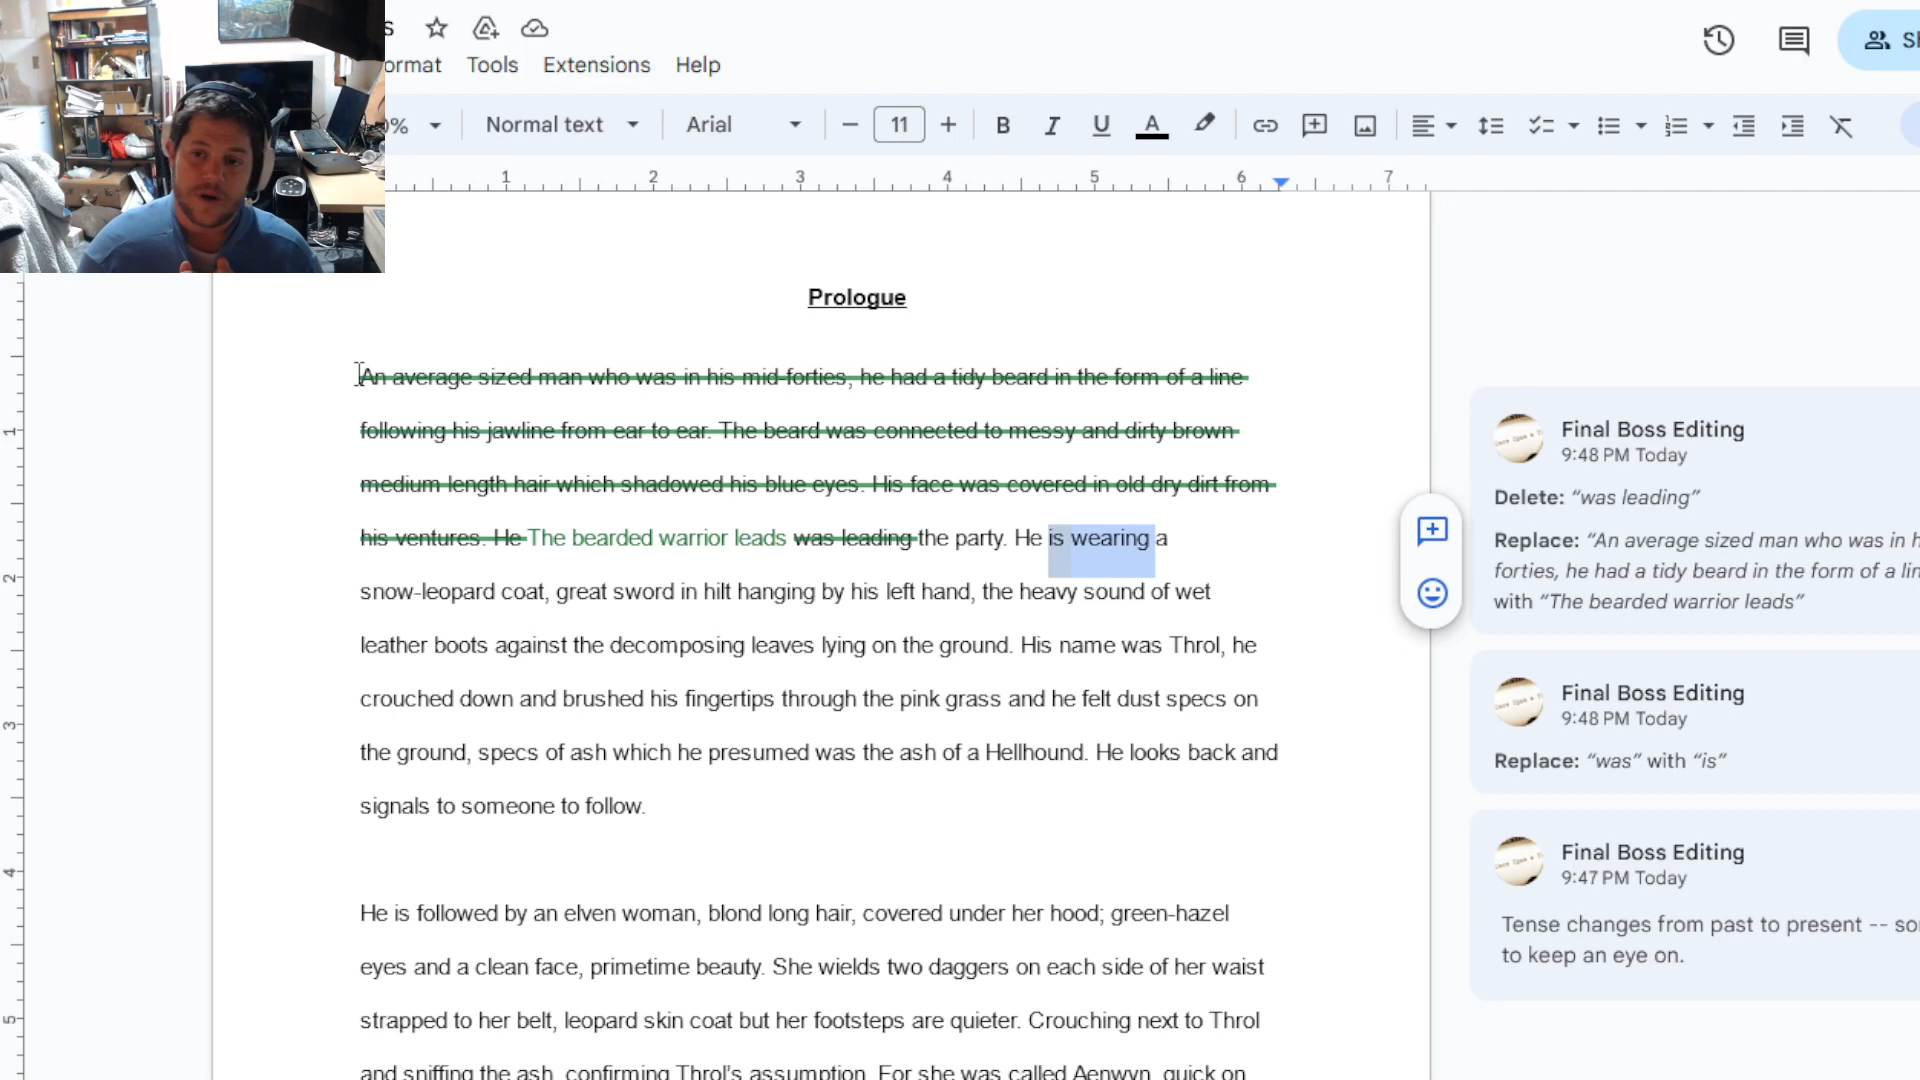 s
ormat Tools Extensions Help
0% Normal text Arial 11 B I U A
1 2 3 4 5 6 7
Prologue
An average sized man who was in his mid-forties, he had a tidy beard in the form of a line
following his jawline from ear to ear. The beard was connected to messy and dirty brown
medium length hair which shadowed his blue eyes. His face was covered in old dry dirt from
his ventures. He The bearded warrior leads was leading the party. He is wearing a
snow-leopard coat, great sword in hilt hanging by his left hand, the heavy sound of wet
leather boots against the decomposing leaves lying on the ground. His name was Throl, he
crouched down and brushed his fingertips through the pink grass and he felt dust specs on
the ground, specs of ash which he presumed was the ash of a Hellhound. He looks back and
signals to someone to follow.
He is followed by an elven woman, blond long hair, covered under her hood; green-hazel
eyes and a clean face, primetime beauty. She wields two daggers on each side of her waist
strapped to her belt, leopard skin coat but her footsteps are quieter. Crouching next to Throl
and sniffing the ash, confirming Throl's assumption. For she was called Aenwyn, quick on
1
2
3
4
5
Sh
Final Boss Editing
9:48 PM Today
Delete: "was leading"
Replace: "An average sized man who was in h
forties, he had a tidy beard in the form of a lin
with "The bearded warrior leads"
Final Boss Editing
9:48 PM Today
Replace: "was" with "is"
Final Boss Editing
9:47 PM Today
Tense changes from past to present -- so
to keep an eye on.